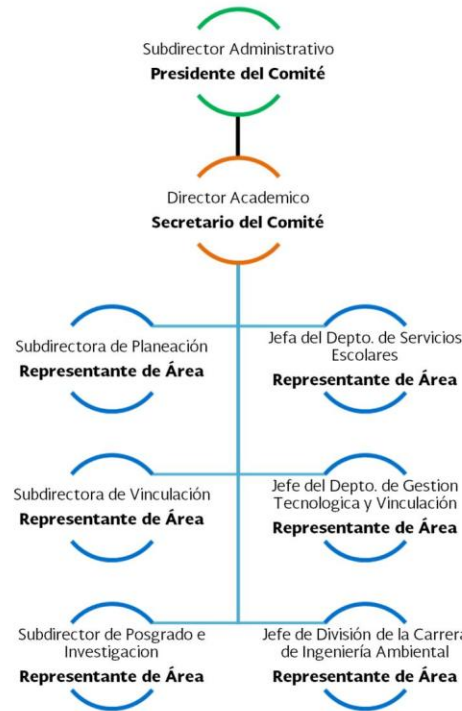 Subdirector Administrativo
Presidente del Comité
Director Academico
Secretario del Comité
Subdirectora de Planeación
Representante de Área
Jefa del Depto. de Servicios
Escolares
Representante de Área
Subdirectora de Vinculación
Representante de Área
Jefe del Depto. de Gestion
Tecnologica y Vinculación
Representante de Área
Subdirector de Posgrado e
Investigacion
Representante de Área
Jefe de División de la Carrera
de Ingeniería Ambiental
Representante de Área